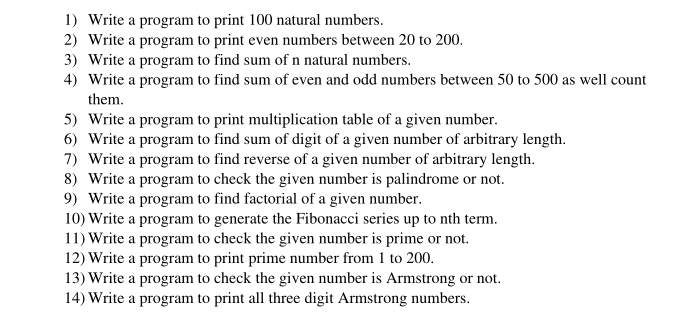 1) Write a program to print 100 natural numbers.
2) Write a program to print even numbers between 20 to 200.
3) Write a program to find sum of n natural numbers.
4) Write a program to find sum of even and odd numbers between 50 to 500 as well count
them.
5) Write a program to print multiplication table of a given number.
6) Write a program to find sum of digit of a given number of arbitrary length.
7) Write a program to find reverse of a given number of arbitrary length.
8) Write a program to check the given number is palindrome or not.
9) Write a program to find factorial of a given number.
10) Write a program to generate the Fibonacci series up to nth term.
11) Write a program to check the given number is prime or not.
12) Write a program to print prime number from 1 to 200.
13) Write a program to check the given number is Armstrong or not.
14) Write a program to print all three digit Armstrong numbers.